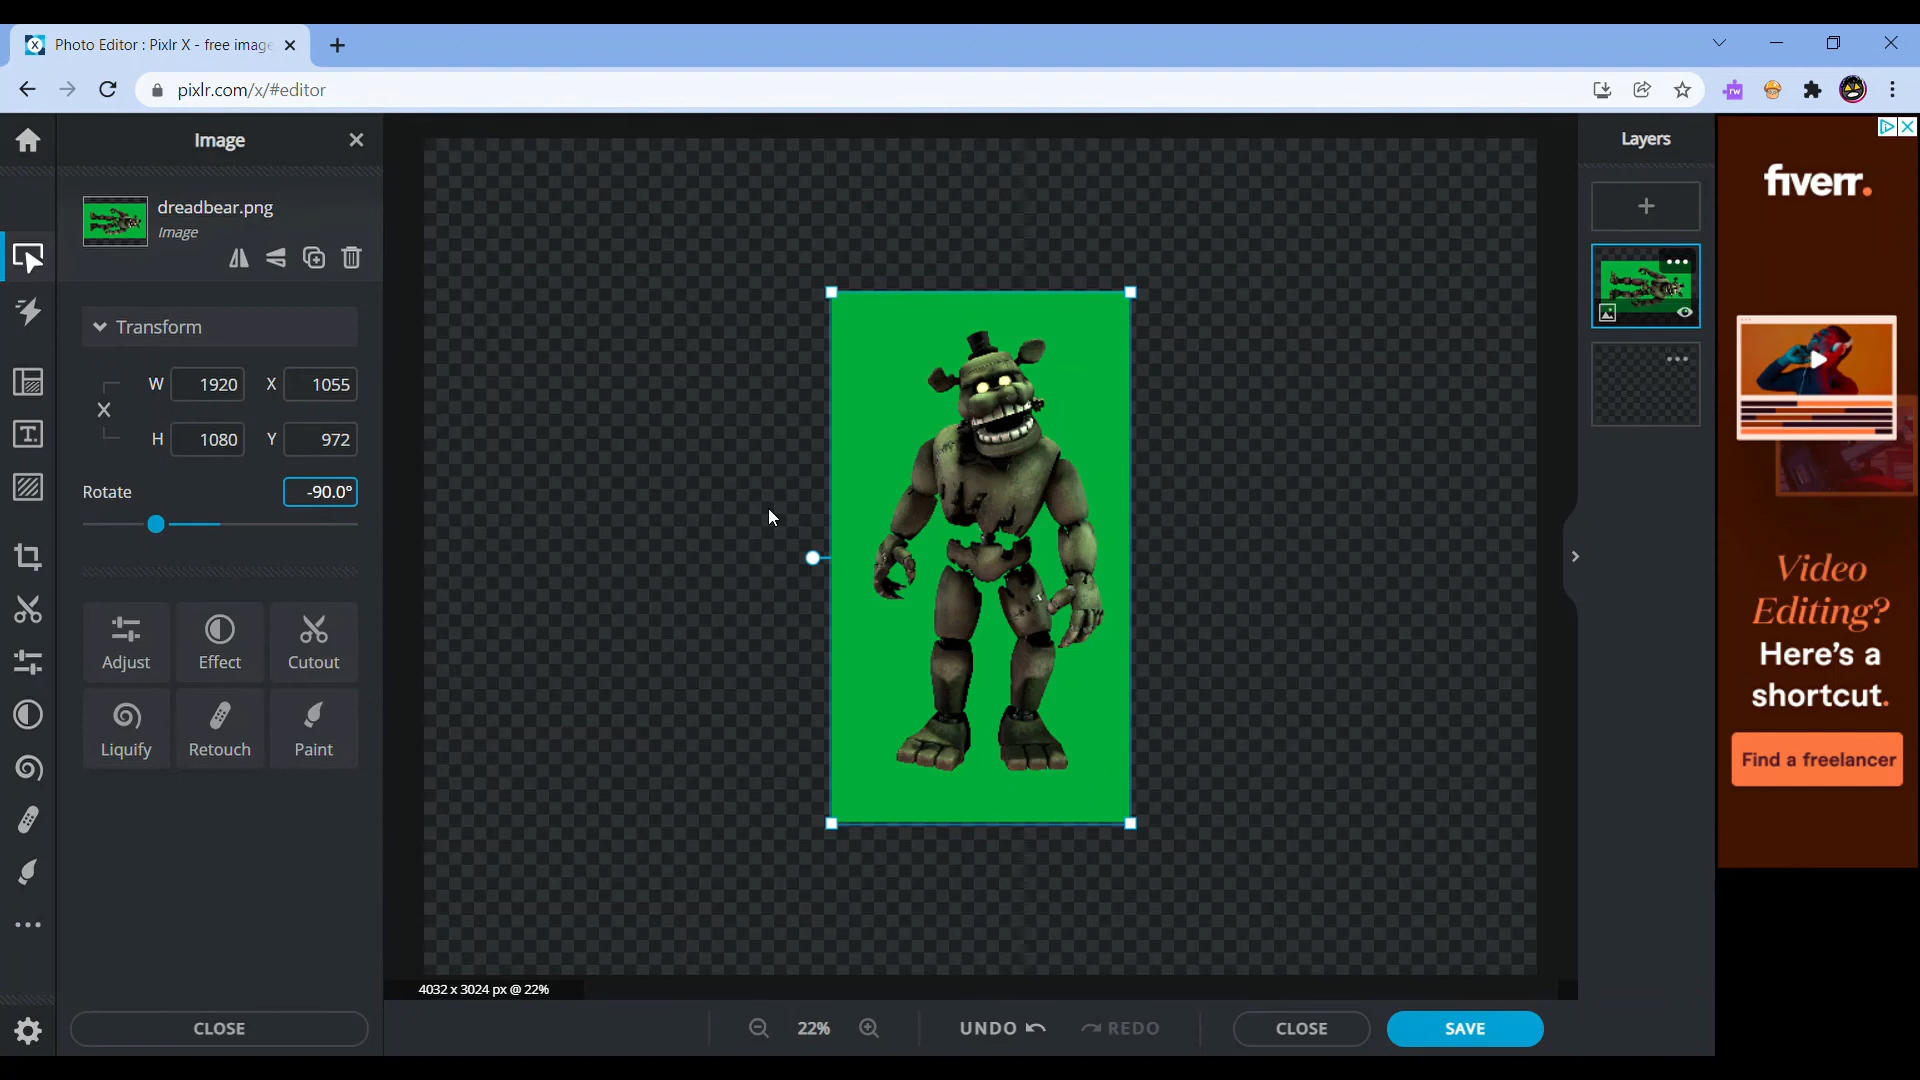 Photo Editor : Pixlr X - free image
pixlr.com/x/#editor
rw
Image
dreadbear.png
Image
Transform
W 1920 X 1055
H 1080 Y 972
Rotate -90.0°
Adjust Effect Cutout
Liquify Retouch Paint
CLOSE
4032 x 3024 px @ 22%
22% UNDO REDO CLOSE SAVE
Layers
fiverr.
Video
Editing?
Here's a
shortcut.
Find a freelancer